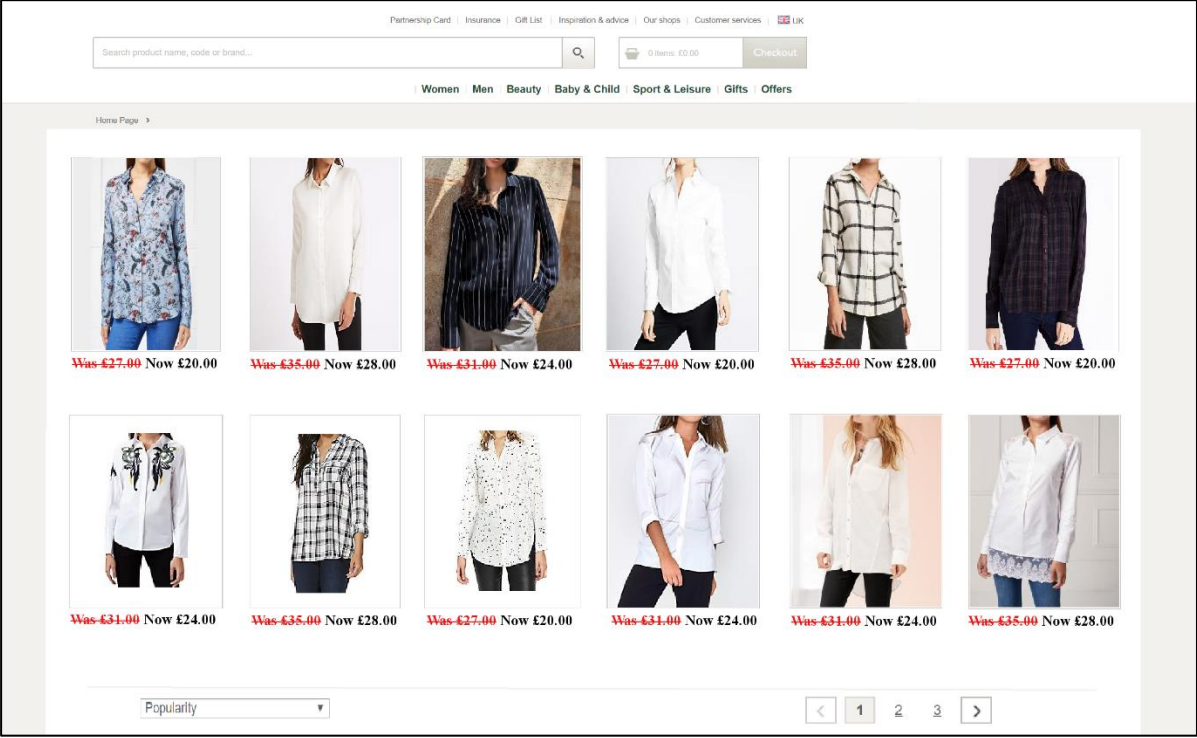 Partnership Card | Insurance | Gift List | Inspiration & advice | Our shops | Customer services | UK
Search product name, code or brand...
0 items: £0.00 Checkout
Women | Men | Beauty | Baby & Child | Sport & Leisure | Gifts | Offers
Home Page >
Was £27.00 Now £20.00
Was £35.00 Now £28.00
Was £31.00 Now £24.00
Was £27.00 Now £20.00
Was £35.00 Now £28.00
Was £27.00 Now £20.00
Was £31.00 Now £24.00
Was £35.00 Now £28.00
Was £27.00 Now £20.00
Was £31.00 Now £24.00
Was £31.00 Now £24.00
Was £35.00 Now £28.00
Popularity
< 1 2 3 >